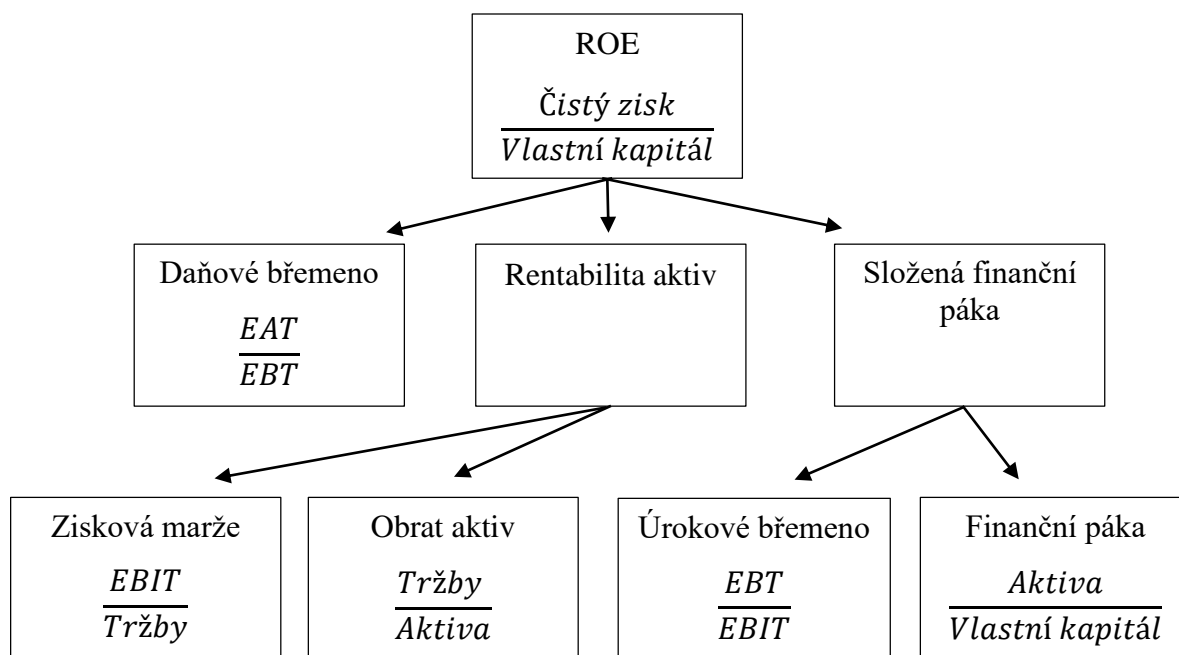 ROE
Čistý zisk
Vlastní kapitál
Daňové břemeno
EAT
EBT
Rentabilita aktiv
Složená finanční
páka
Zisková marže
EBIT
Tržby
Obrat aktiv
Tržby
Aktiva
Úrokové břemeno
EBT
EBIT
Finanční páka
Aktiva
Vlastní kapitál